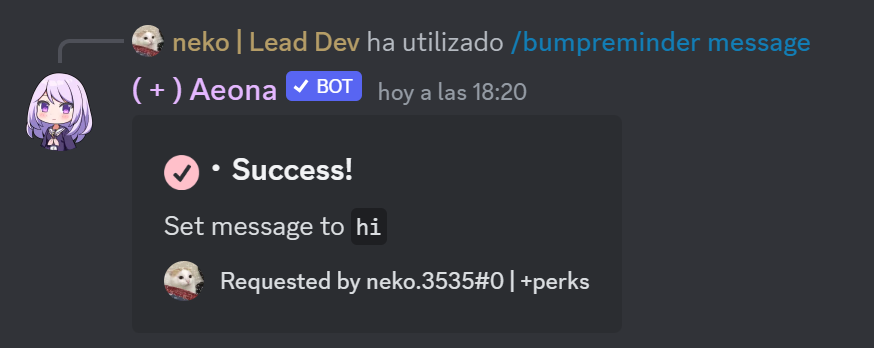 neko | Lead Dev ha utilizado /bumpreminder message
( + ) Aeona ✓ BOT hoy a las 18:20
• Success!
Set message to hi
Requested by neko.3535#0 | +perks